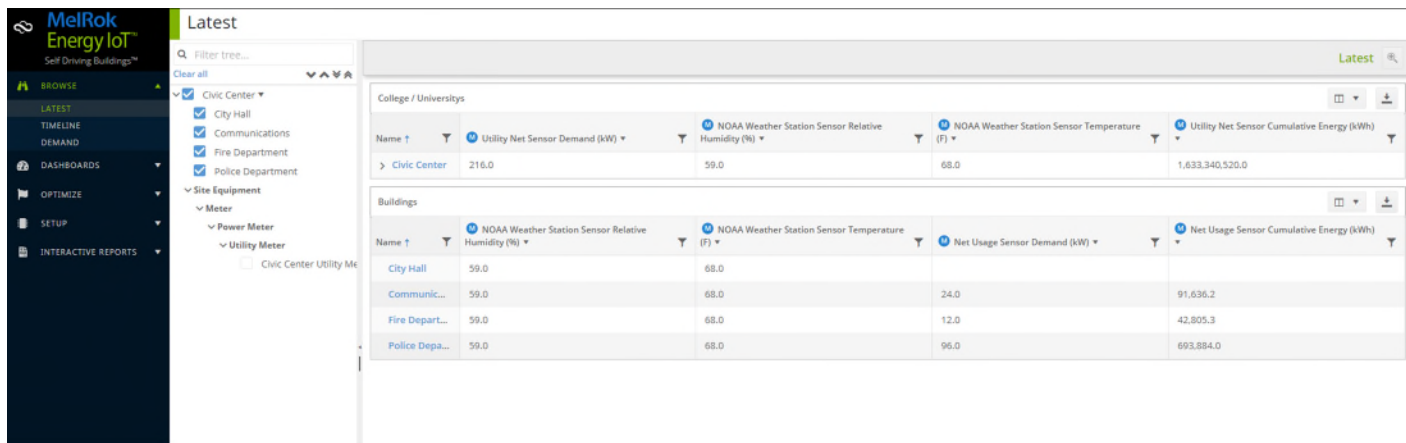 MelRok
Energy IoT™
Self Driving Buildings™
BROWSE
LATEST
TIMELINE
DEMAND
DASHBOARDS
OPTIMIZE
SETUP
INTERACTIVE REPORTS
Latest
Filter tree...
Clear all
Civic Center
City Hall
Communications
Fire Department
Police Department
Site Equipment
Meter
Power Meter
Utility Meter
Civic Center Utility Me
Latest
College / Universitys
Name ↑
M Utility Net Sensor Demand (kW)
M NOAA Weather Station Sensor Relative
Humidity (%)
M NOAA Weather Station Sensor Temperature
(F)
M Utility Net Sensor Cumulative Energy (kWh)
Civic Center 216.0 59.0 68.0 1,633,340,520.0
Buildings
Name ↑
M NOAA Weather Station Sensor Relative
Humidity (%)
M NOAA Weather Station Sensor Temperature
(F)
M Net Usage Sensor Demand (kW)
M Net Usage Sensor Cumulative Energy (kWh)
City Hall 59.0 68.0
Communic... 59.0 68.0 24.0 91,636.2
Fire Depart... 59.0 68.0 12.0 42,805.3
Police Depa... 59.0 68.0 96.0 693,884.0